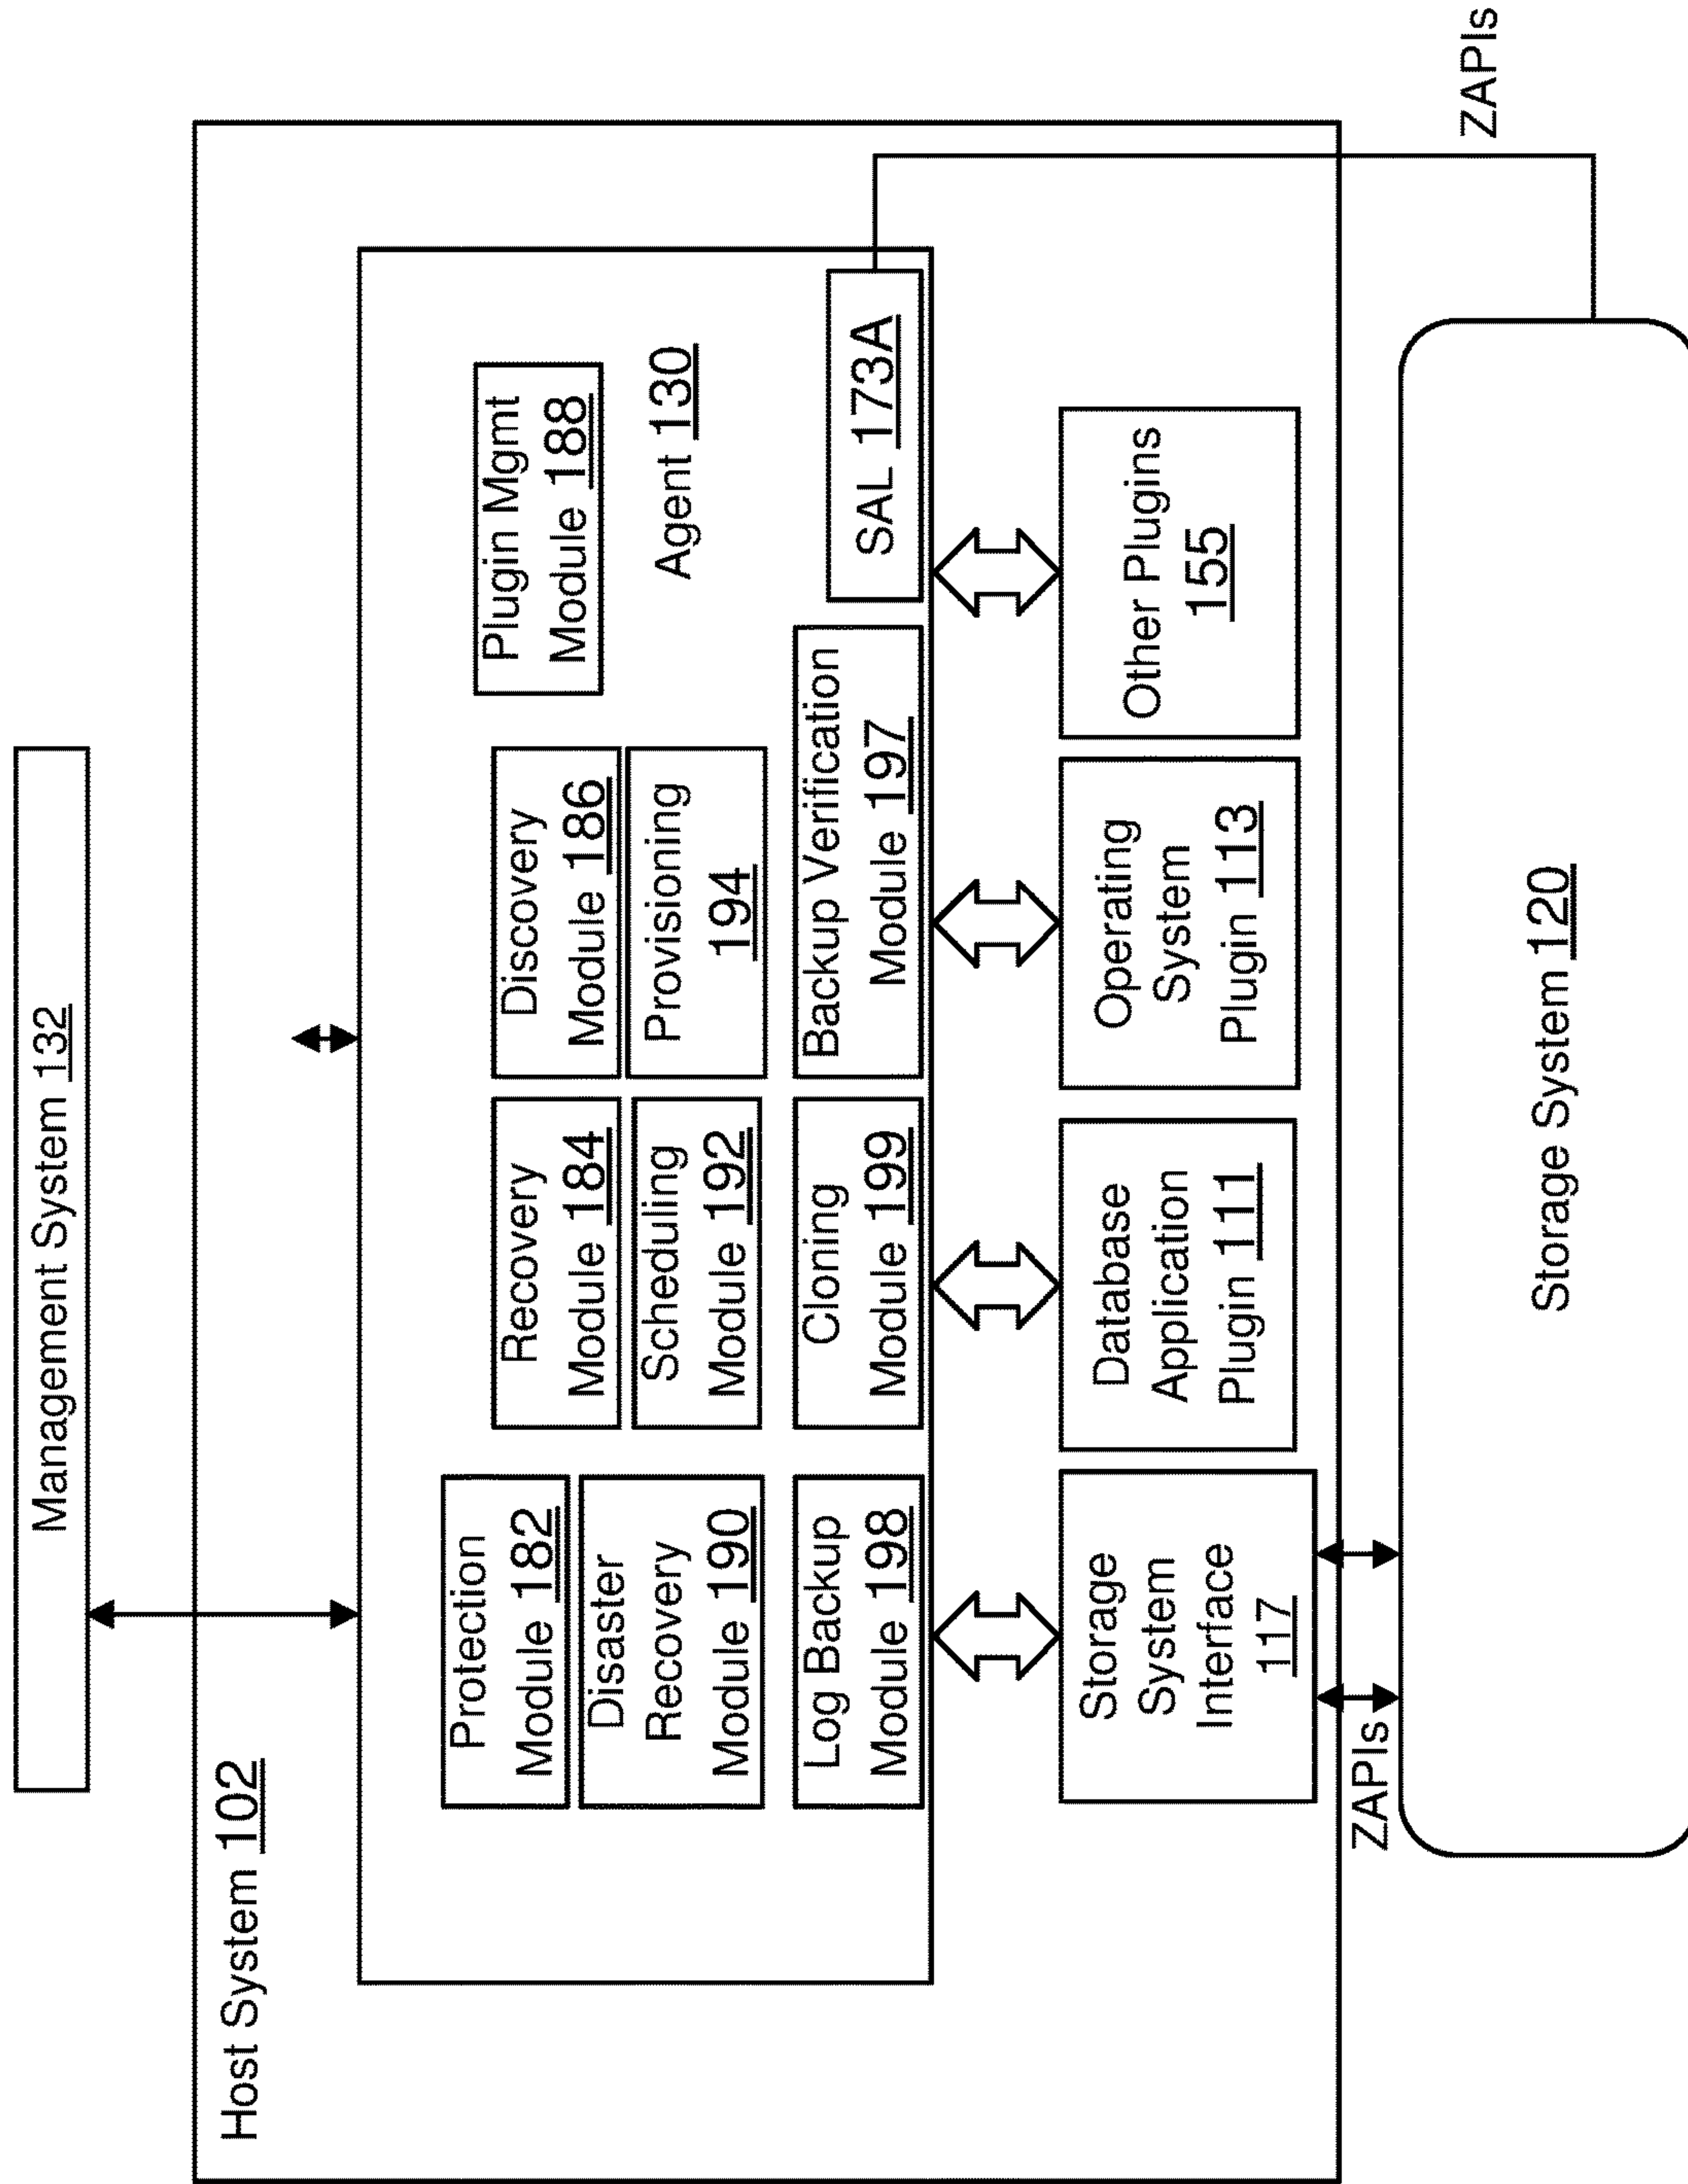 Management System 132
Host System 102
Protection
Module 182
Disaster
Recovery
Module 190
Log Backup
Module 198
Recovery
Module 184
Scheduling
Module 192
Cloning
Module 199
Discovery
Module 186
Provisioning
194
Backup Verification
Module 197
Plugin Mgmt
Module 188
Agent 130
SAL 173A
Storage
System
Interface
117
Database
Application
Plugin 111
Operating
System
Plugin 113
Other Plugins
155
ZAPIs
ZAPIs
Storage System 120